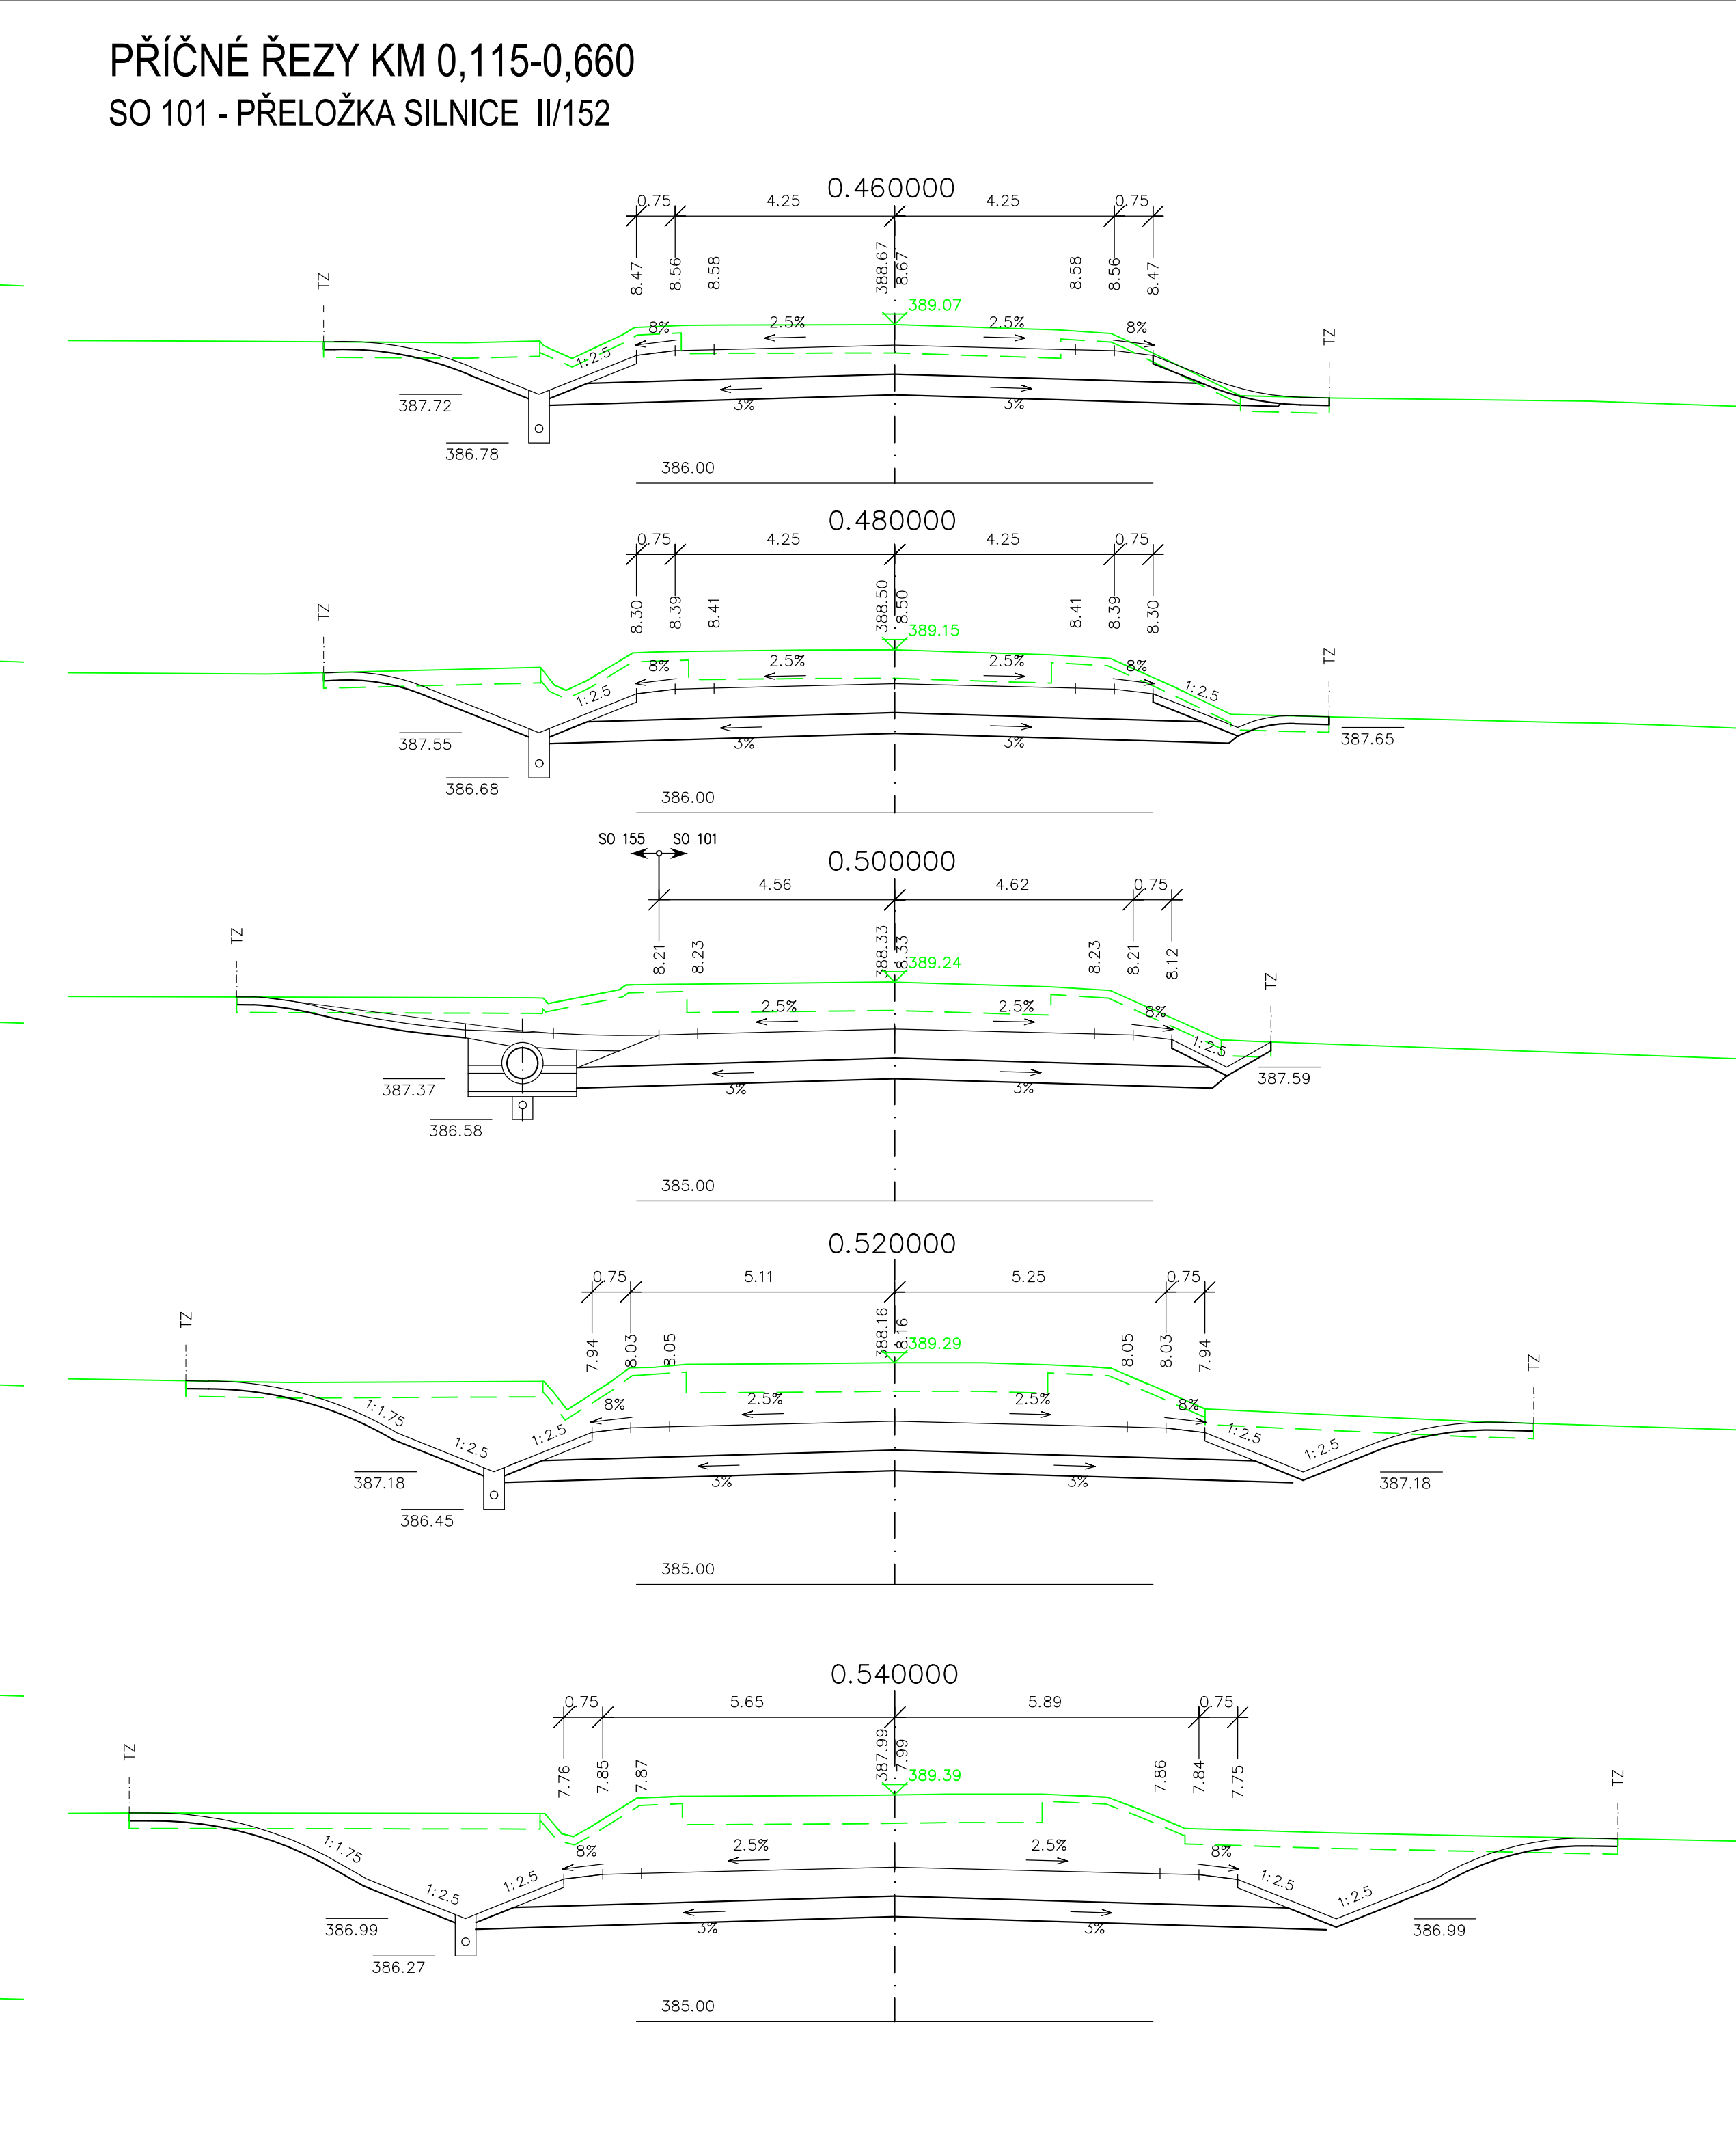 PŘÍČNÉ ŘEZY KM 0,115-0,660
SO 101 - PŘELOŽKA SILNICE II/152
0.460000
0.75 4.25 4.25 0.75
TZ 8.47 8.56 8.58 388.67 8.67 8.58 8.56 8.47 TZ
389.07
8% 2.5% 2.5% 8%
1:2.5
387.72 3% 3%
386.78
386.00
0.480000
0.75 4.25 4.25 0.75
TZ 8.30 8.39 8.41 388.50 8.50 8.41 8.39 8.30 TZ
389.15
8% 2.5% 2.5% 8%
1:2.5 1:2.5
387.55 3% 3% 387.65
386.68
386.00
SO 155 SO 101
0.500000
4.56 4.62 0.75
TZ 8.21 8.23 388.33 8.33 8.23 8.21 8.12 TZ
389.24
2.5% 2.5% 8%
1:2.5
387.37 3% 3% 387.59
386.58
385.00
0.520000
0.75 5.11 5.25 0.75
TZ 7.94 8.03 8.05 388.16 8.16 8.05 8.03 7.94 TZ
389.29
8% 2.5% 2.5% 8%
1:1.75 1:2.5 1:2.5 1:2.5 1:2.5
387.18 3% 3% 387.18
386.45
385.00
0.540000
0.75 5.65 5.89 0.75
TZ 7.76 7.85 7.87 387.99 7.99 7.86 7.84 7.75 TZ
389.39
8% 2.5% 2.5% 8%
1:1.75 1:2.5 1:2.5 1:2.5 1:2.5
386.99 3% 3% 386.99
386.27
385.00